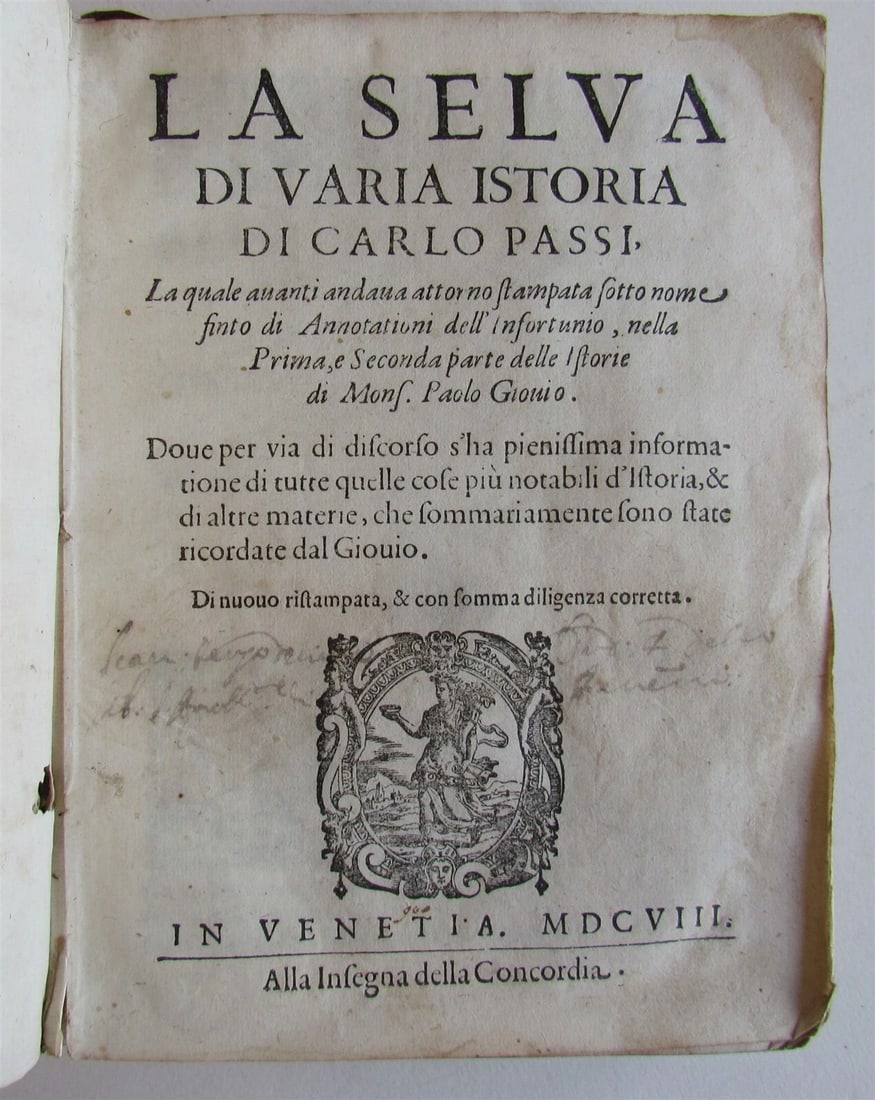 LA SELVA
DI VARIA ISTORIA
DI CARLO PASSI,
La quale auanti andaua attorno ſtampata ſotto nome
finto di Annotationi dell'Infortunio, nella
Prima, e Seconda parte delle Iſtorie
di Monſ. Paolo Giouio.
Doue per via di diſcorſo s'ha pieniſſima informa-
tione di tutte quelle coſe più notabili d'Iſtoria, &
di altre materie, che ſommariamente ſono ſtate
ricordate dal Giouio.
Di nuouo riſtampata, & con ſomma diligenza corretta.
IN VENETIA. MDCVIII.
Alla Inſegna della Concordia.